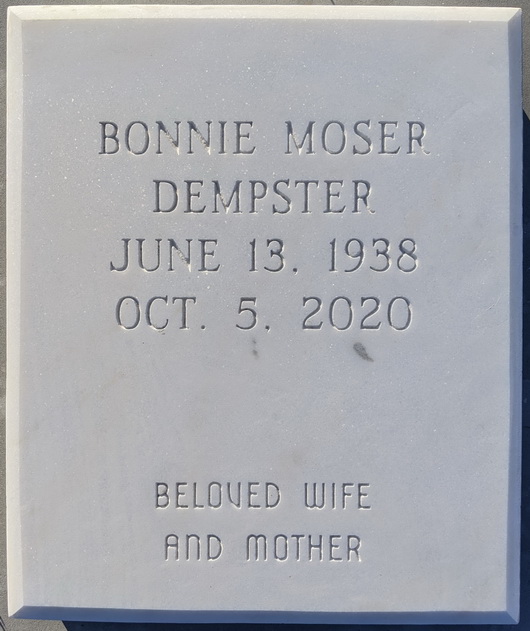 BONNIE MOSER
DEMPSTER
JUNE 13, 1938
OCT. 5, 2020
BELOVED WIFE
AND MOTHER